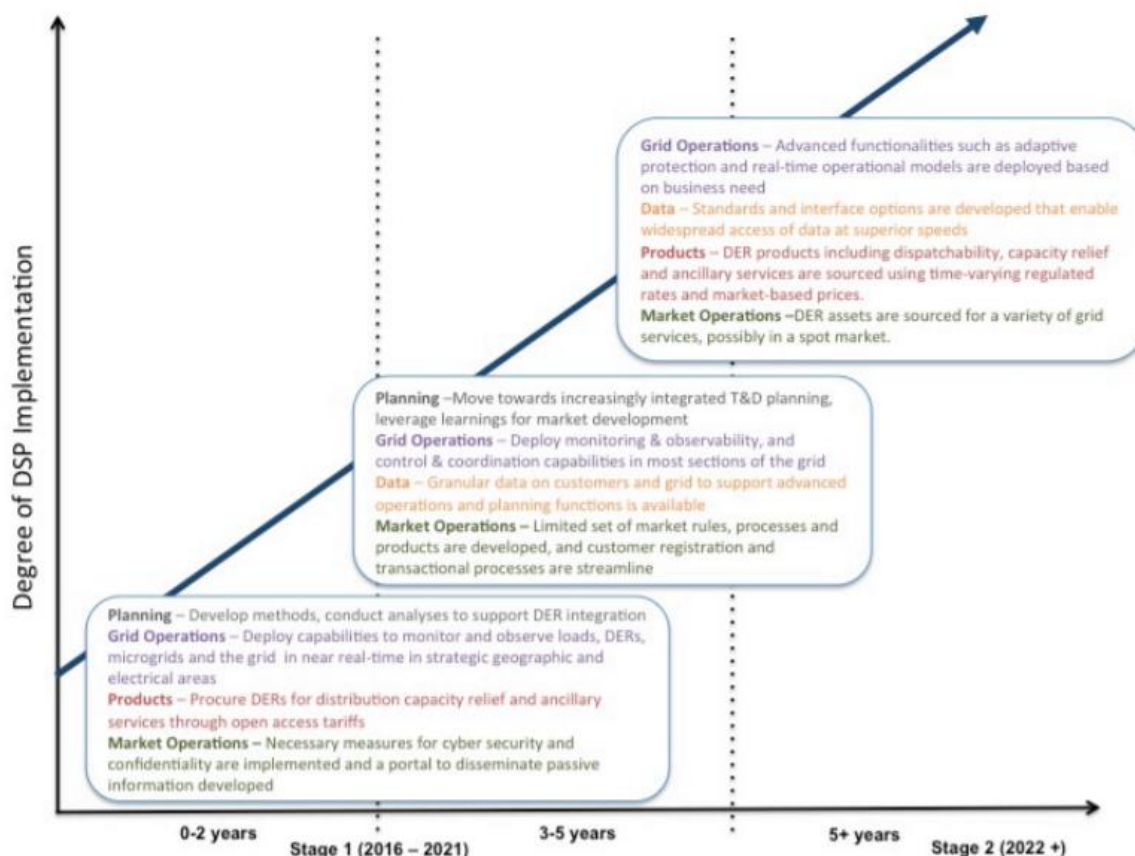 Degree of DSP Implementation
Grid Operations – Advanced functionalities such as adaptive
protection and real-time operational models are deployed based
on business need
Data – Standards and interface options are developed that enable
widespread access of data at superior speeds
Products – DER products including dispatchability, capacity relief
and ancillary services are sourced using time-varying regulated
rates and market-based prices.
Market Operations –DER assets are sourced for a variety of grid
services, possibly in a spot market.
Planning –Move towards increasingly integrated T&D planning,
leverage learnings for market development
Grid Operations – Deploy monitoring & observability, and
control & coordination capabilities in most sections of the grid
Data – Granular data on customers and grid to support advanced
operations and planning functions is available
Market Operations – Limited set of market rules, processes and
products are developed, and customer registration and
transactional processes are streamline
Planning – Develop methods, conduct analyses to support DER integration
Grid Operations – Deploy capabilities to monitor and observe loads, DERs,
microgrids and the grid in near real-time in strategic geographic and
electrical areas
Products – Procure DERs for distribution capacity relief and ancillary
services through open access tariffs
Market Operations – Necessary measures for cyber security and
confidentiality are implemented and a portal to disseminate passive
information developed
0-2 years
3-5 years
5+ years
Stage 1 (2016 – 2021)
Stage 2 (2022 +)